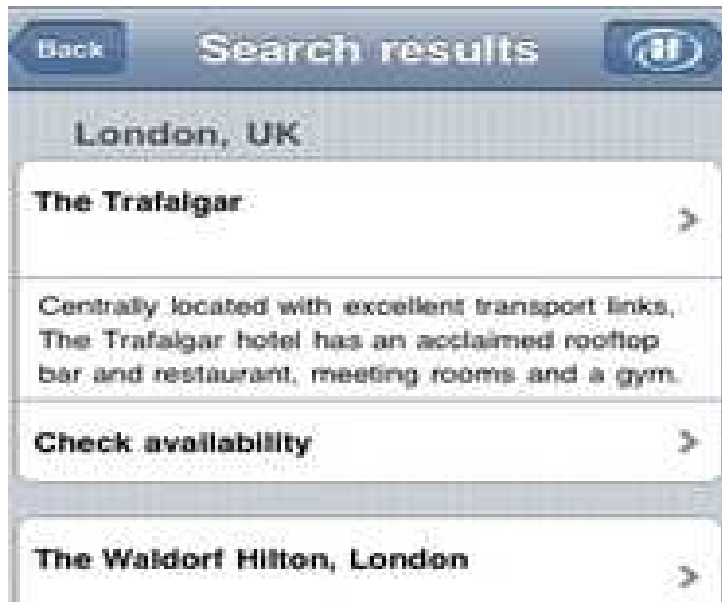 Back
Search results
H
London, UK
The Trafalgar
Centrally located with excellent transport links,
The Trafalgar hotel has an acclaimed rooftop
bar and restaurant, meeting rooms and a gym.
Check availability
The Waldorf Hilton, London